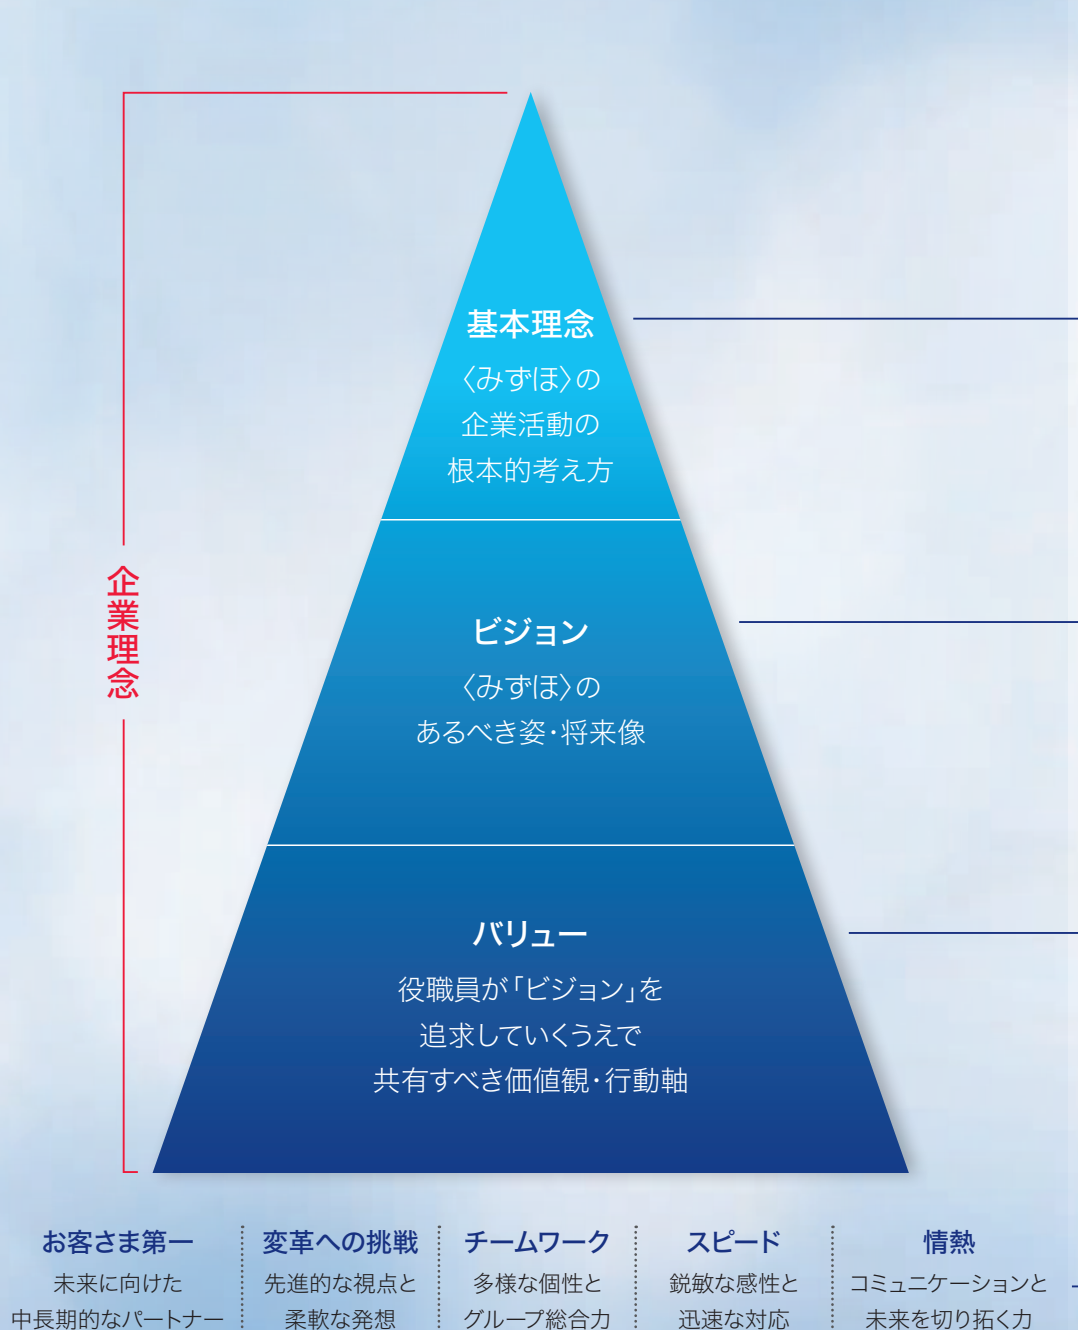 基本理念
〈みずほ〉の
企業活動の
根本的考え方
企業理念
ビジョン
〈みずほ〉の
あるべき姿・将来像
バリュー
役職員が「ビジョン」を
追求していくうえで
共有すべき価値観・行動軸
お客さま第一
未来に向けた
中長期的なパートナー
変革への挑戦
先進的な視点と
柔軟な発想
チームワーク
多様な個性と
グループ総合力
スピード
鋭敏な感性と
迅速な対応
情熱
コミュニケーションと
未来を切り拓く力